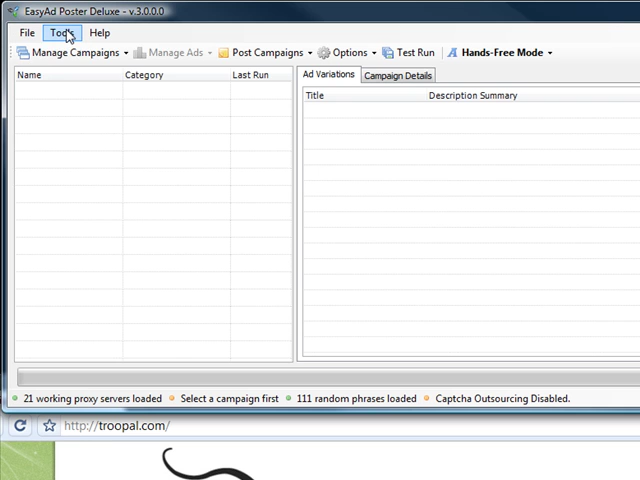 EasyAd Poster Deluxe - v.3.0.0.0
File Tools Help
Manage Campaigns Manage Ads Post Campaigns Options Test Run A Hands-Free Mode
Name Category Last Run
Ad Variations Campaign Details
Title Description Summary
21 working proxy servers loaded Select a campaign first 111 random phrases loaded Captcha Outsourcing Disabled.
http://troopal.com/